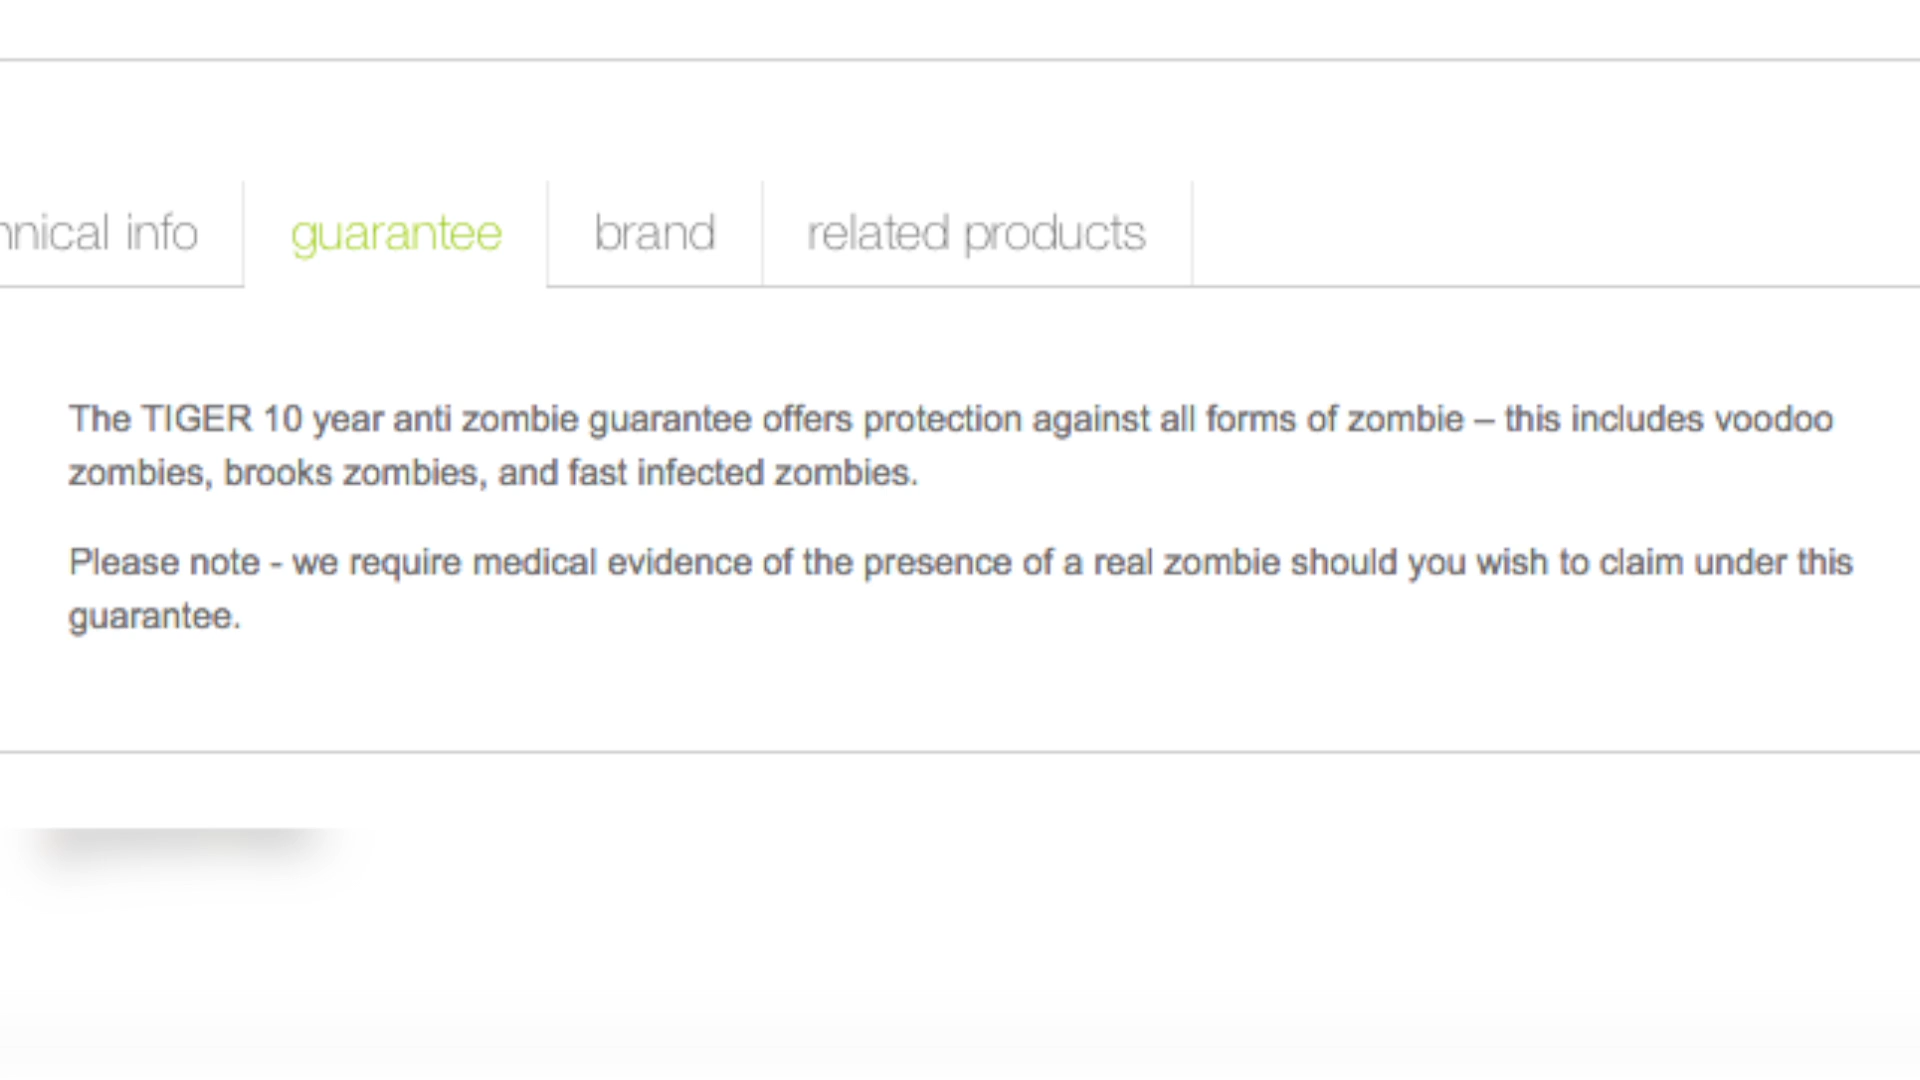 hnical info guarantee brand related products
The TIGER 10 year anti zombie guarantee offers protection against all forms of zombie – this includes voodoo
zombies, brooks zombies, and fast infected zombies.
Please note - we require medical evidence of the presence of a real zombie should you wish to claim under this
guarantee.